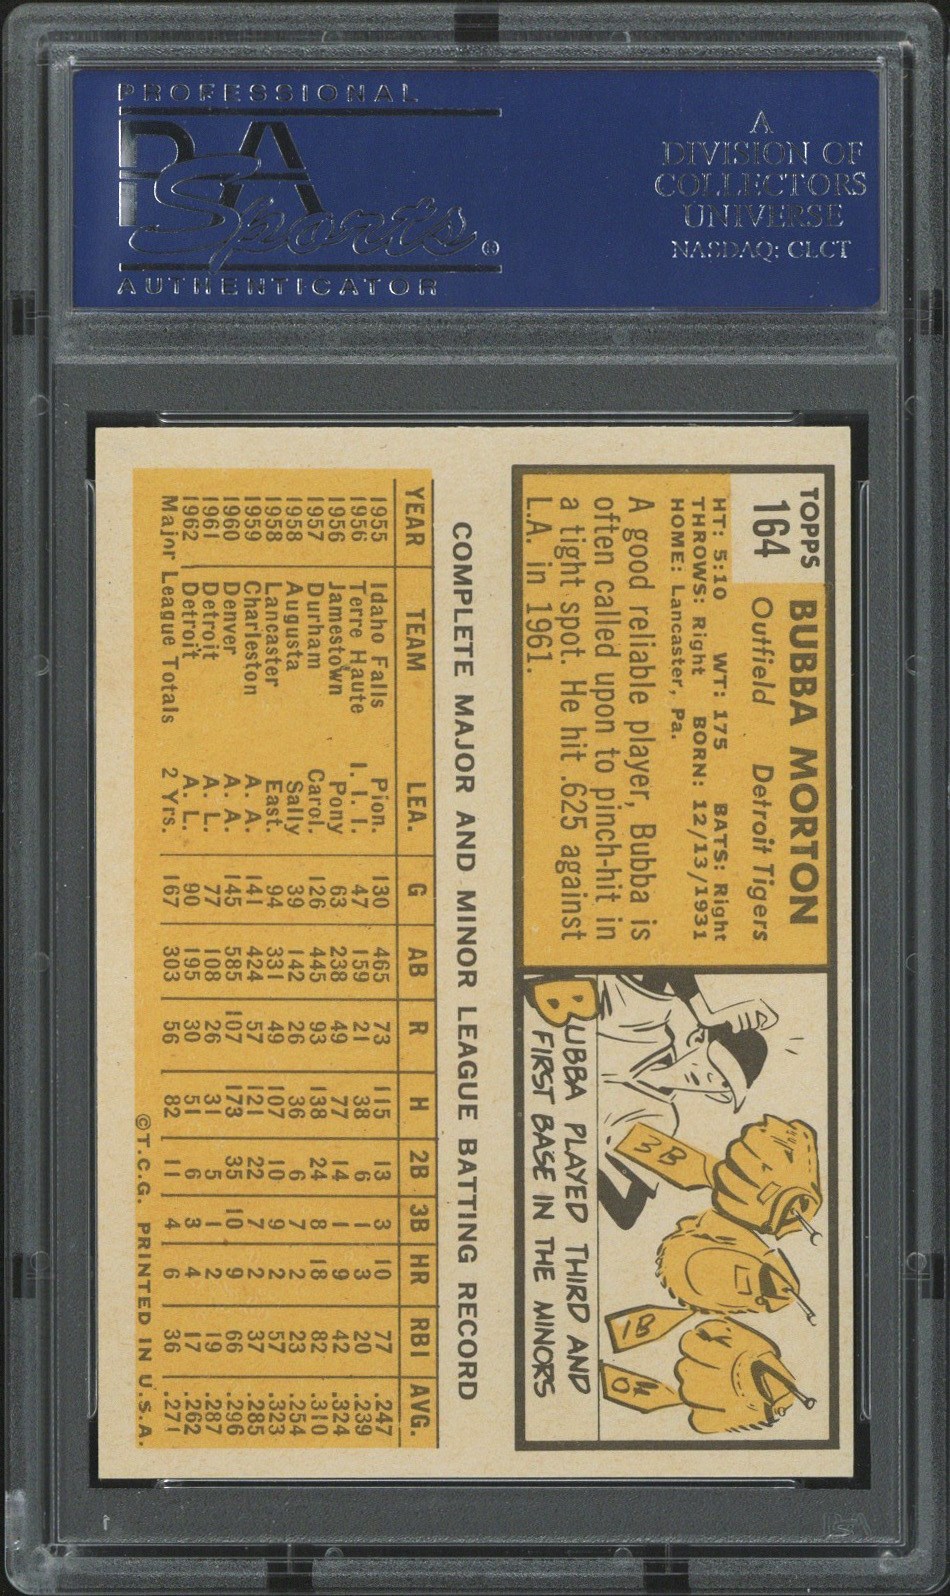 PROFESSIONAL
PSA
Sports®
AUTHENTICATOR
A
DIVISION OF
COLLECTORS
UNIVERSE
NASDAQ: CLCT
TOPPS
164
BUBBA MORTON
Outfield Detroit Tigers
HT: 5:10 WT: 175 BATS: Right
THROWS: Right BORN: 12/13/1931
HOME: Lancaster, Pa.
A good reliable player, Bubba is
often called upon to pinch-hit in
a tight spot. He hit .625 against
L.A. in 1961.
3B
1B
OF
BUBBA PLAYED THIRD AND
FIRST BASE IN THE MINORS
COMPLETE MAJOR AND MINOR LEAGUE BATTING RECORD
YEAR TEAM LEA. G AB R H 2B 3B HR RBI AVG.
1955 Idaho Falls Pion. 130 465 73 115 13 3 10 77 .247
1956 Terre Haute I. I. I. 47 159 21 38 6 1 3 20 .239
1956 Jamestown Pony 63 238 49 77 14 1 9 42 .324
1957 Durham Carol. 126 445 93 138 24 8 18 82 .310
1958 Augusta Sally 39 142 26 36 6 7 2 23 .254
1958 Lancaster East. 94 331 49 107 10 9 2 57 .323
1959 Charleston A. A. 141 424 57 121 22 7 2 37 .285
1960 Denver A. A. 145 585 107 173 35 10 9 66 .296
1961 Detroit A. L. 77 108 26 31 5 1 2 19 .287
1962 Detroit A. L. 90 195 30 51 6 3 4 17 .262
Major League Totals 2 Yrs. 167 303 56 82 11 4 6 36 .271
©T.C.G. PRINTED IN U.S.A.